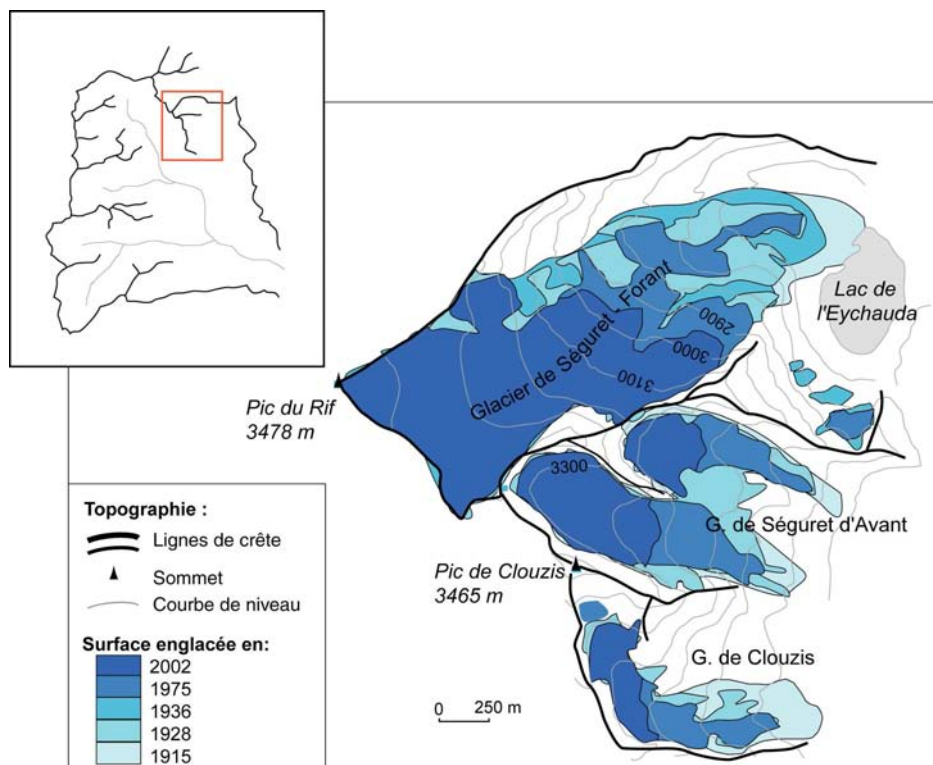 Lac de
l'Eychauda
Glacier de Séguret - Forant
2900
3000
3100
Pic du Rif
3478 m
3300
G. de Séguret d'Avant
Pic de Clouzis
3465 m
G. de Clouzis
Topographie :
Lignes de crête
Sommet
Courbe de niveau
Surface englacée en:
2002
1975
1936
1928
1915
0 250 m